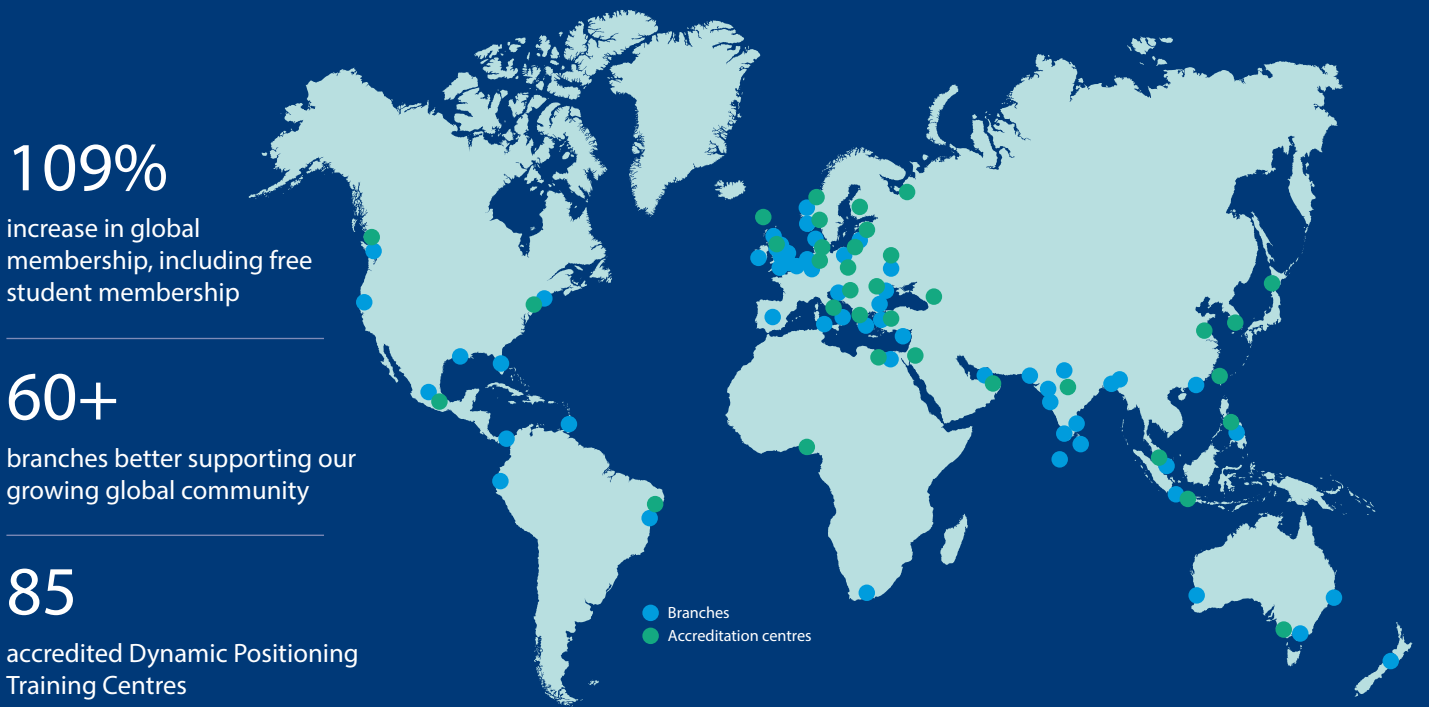 109%
increase in global
membership, including free
student membership
60+
branches better supporting our
growing global community
85
accredited Dynamic Positioning
Training Centres
Branches
Accreditation centres